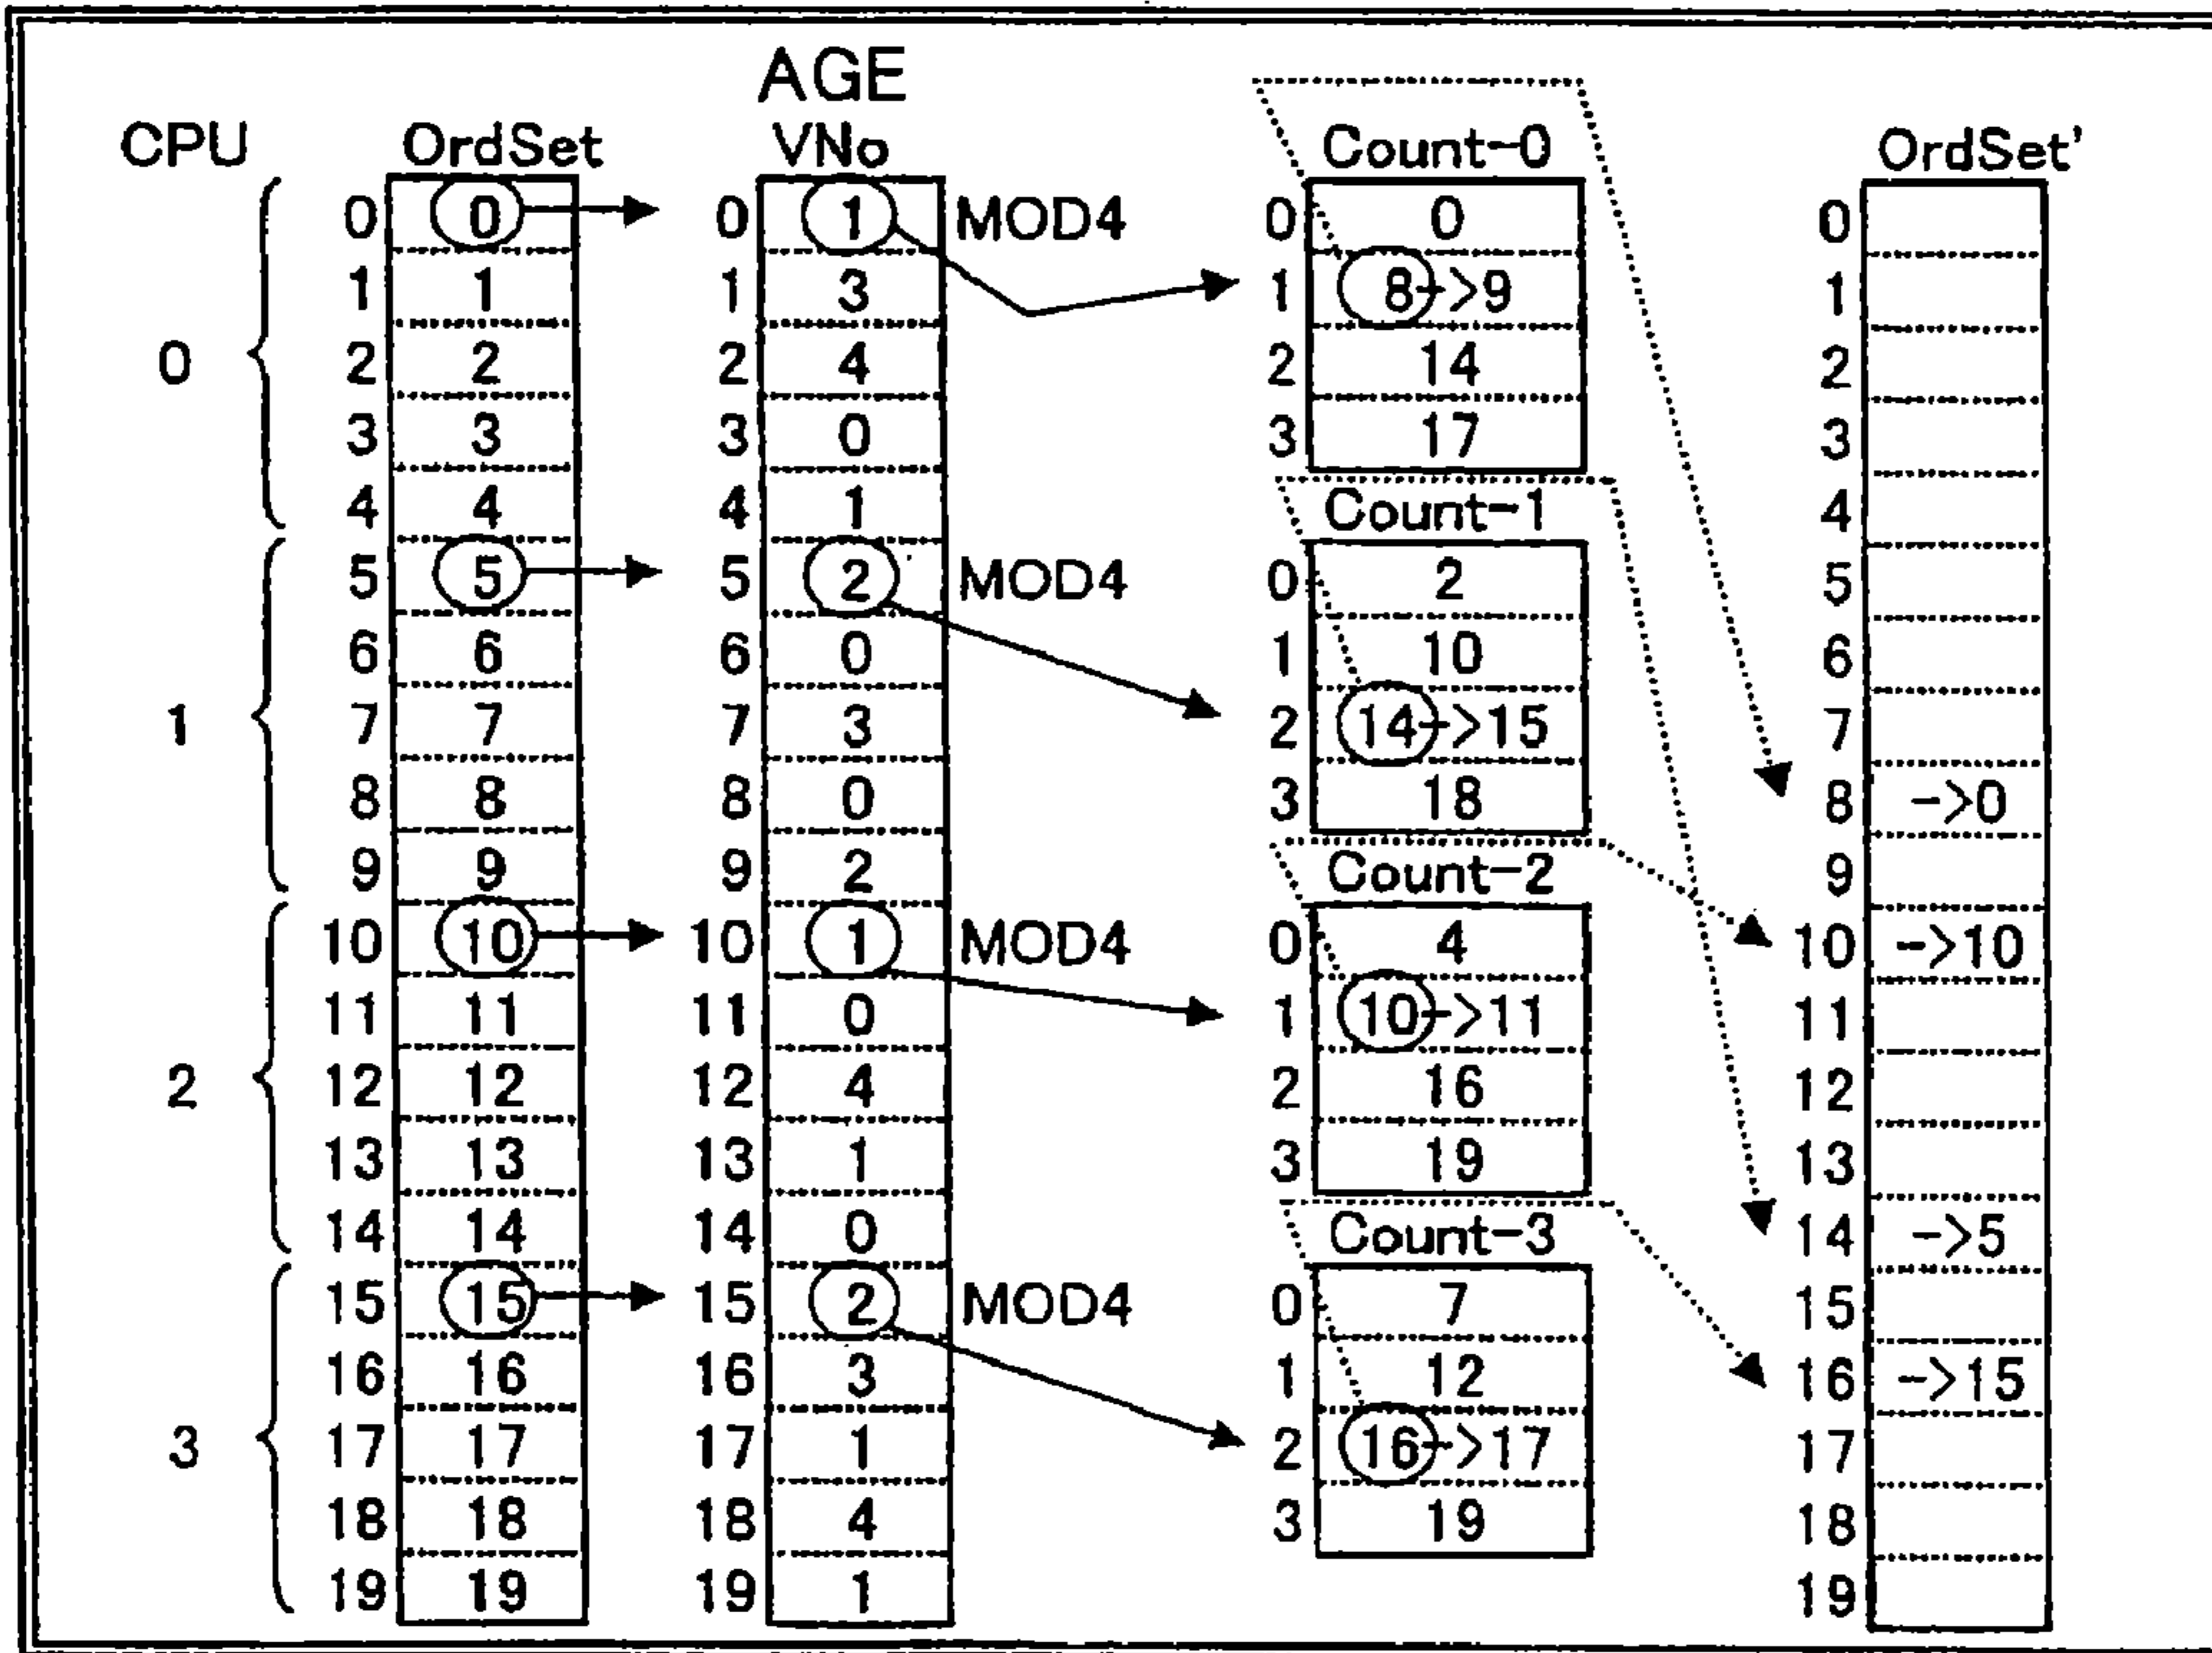 AGE
CPU OrdSet VNo Count-0 OrdSet'
0 0 0 1 MOD4 0 0 0
1 1 1 3 1 8->9 1
0 2 2 2 4 2 14 2
3 3 3 0 3 17 3
4 4 4 1 Count-1 4
5 5 5 2 MOD4 0 2 5
6 6 6 0 1 10 6
1 7 7 7 3 2 14->15 7
8 8 8 0 3 18 8 ->0
9 9 9 2 Count-2 9
10 10 10 1 MOD4 0 4 10 ->10
11 11 11 0 1 10->11 11
2 12 12 12 4 2 16 12
13 13 13 1 3 19 13
14 14 14 0 Count-3 14 ->5
15 15 15 2 MOD4 0 7 15
16 16 16 3 1 12 16 ->15
3 17 17 17 1 2 16->17 17
18 18 18 4 3 19 18
19 19 19 1 19